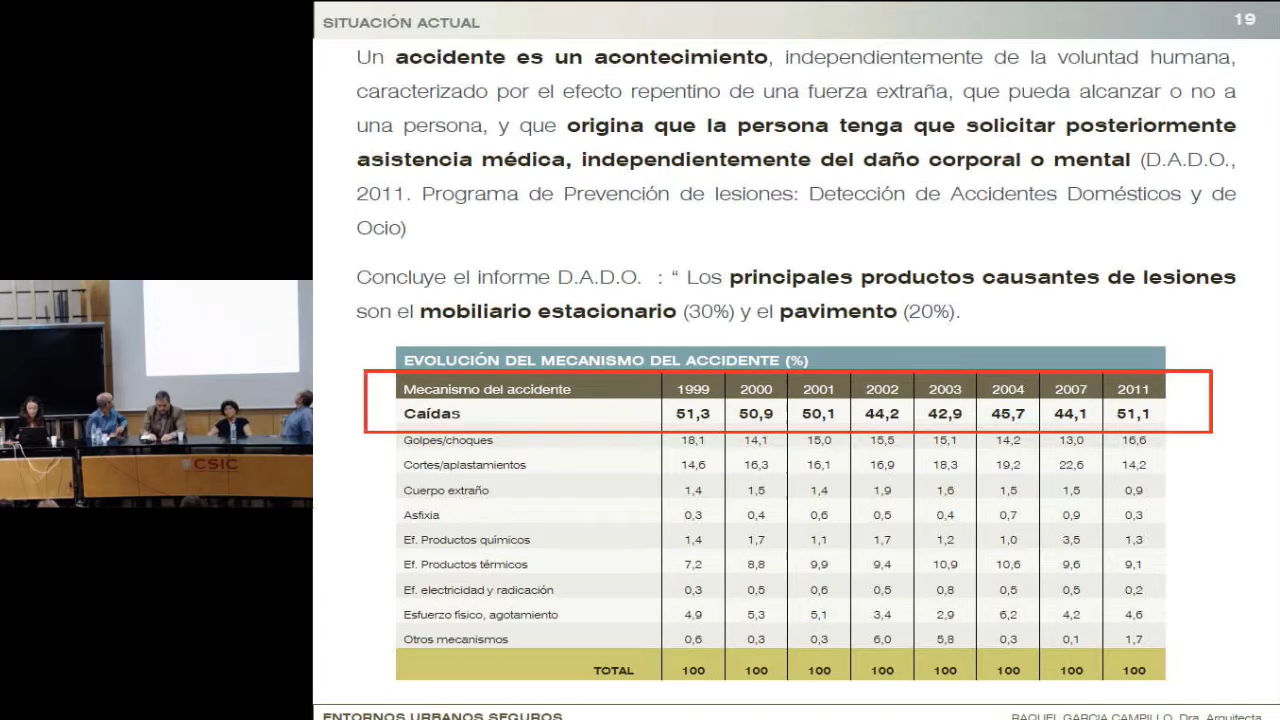 SITUACIÓN ACTUAL 19
Un accidente es un acontecimiento, independientemente de la voluntad humana,
caracterizado por el efecto repentino de una fuerza extraña, que pueda alcanzar o no a
una persona, y que origina que la persona tenga que solicitar posteriormente
asistencia médica, independientemente del daño corporal o mental (D.A.D.O.,
2011. Programa de Prevención de lesiones: Detección de Accidentes Domésticos y de
Ocio)
Concluye el informe D.A.D.O. : “ Los principales productos causantes de lesiones
son el mobiliario estacionario (30%) y el pavimento (20%).
EVOLUCIÓN DEL MECANISMO DEL ACCIDENTE (%)
Mecanismo del accidente 1999 2000 2001 2002 2003 2004 2007 2011
Caídas 51,3 50,9 50,1 44,2 42,9 45,7 44,1 51,1
Golpes/choques 18,1 14,1 15,0 15,5 15,1 14,2 13,0 16,6
Cortes/aplastamientos 14,6 16,3 16,1 16,9 18,3 19,2 22,6 14,2
Cuerpo extraño 1,4 1,5 1,4 1,9 1,6 1,5 1,5 0,9
Asfixia 0,3 0,4 0,6 0,5 0,4 0,7 0,9 0,3
Ef. Productos químicos 1,4 1,7 1,1 1,7 1,2 1,0 3,5 1,3
Ef. Productos térmicos 7,2 8,8 9,9 9,4 10,9 10,6 9,6 9,1
Ef. electricidad y radicación 0,3 0,5 0,6 0,5 0,8 0,5 0,5 0,2
Esfuerzo físico, agotamiento 4,9 5,3 5,1 3,4 2,9 6,2 4,2 4,6
Otros mecanismos 0,6 0,3 0,3 6,0 5,8 0,3 0,1 1,7
TOTAL 100 100 100 100 100 100 100 100
CSIC
ENTORNOS URBANOS SEGUROS RAQUEL GARCIA CAMPILLO, Dra. Arquitecta